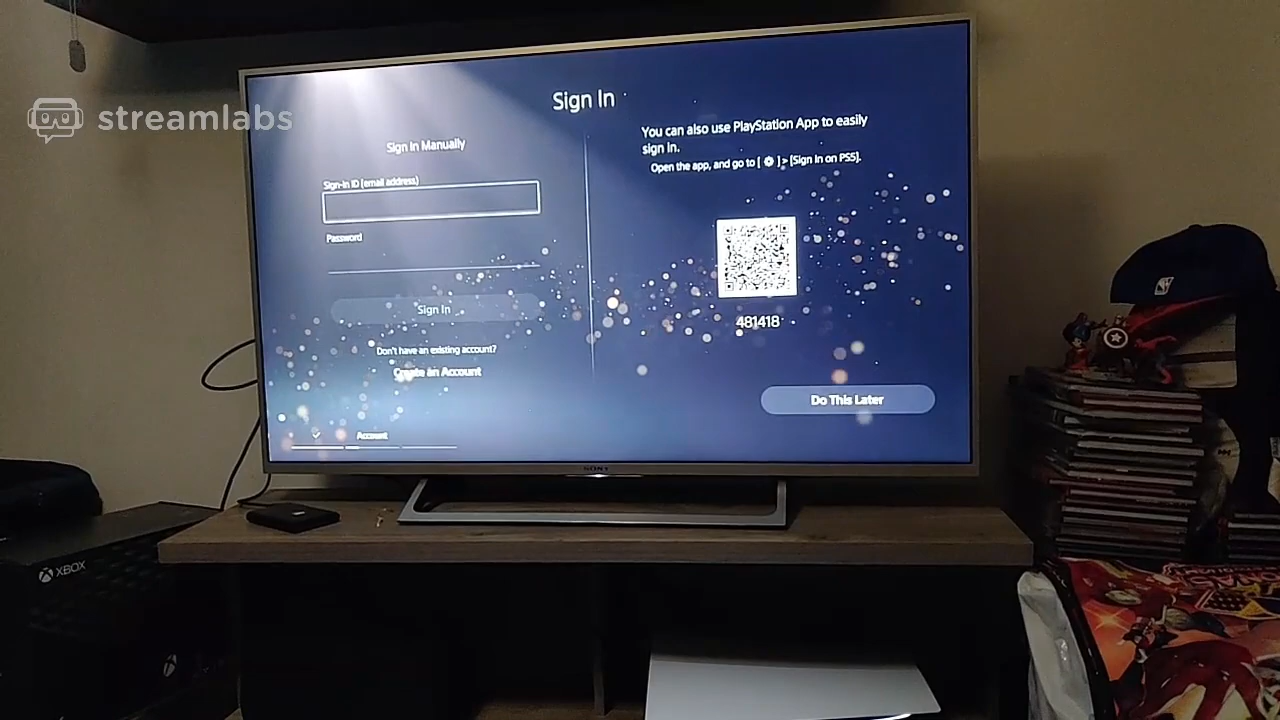 streamlabs
Sign In
Sign In Manually
Sign-In ID (email address)
Password
Sign In
Don't have an existing account?
Create an Account
Account
You can also use PlayStation App to easily
sign in.
Open the app, and go to [ ⚙ ] > [Sign In on PS5].
481418
Do This Later
SONY
XBOX